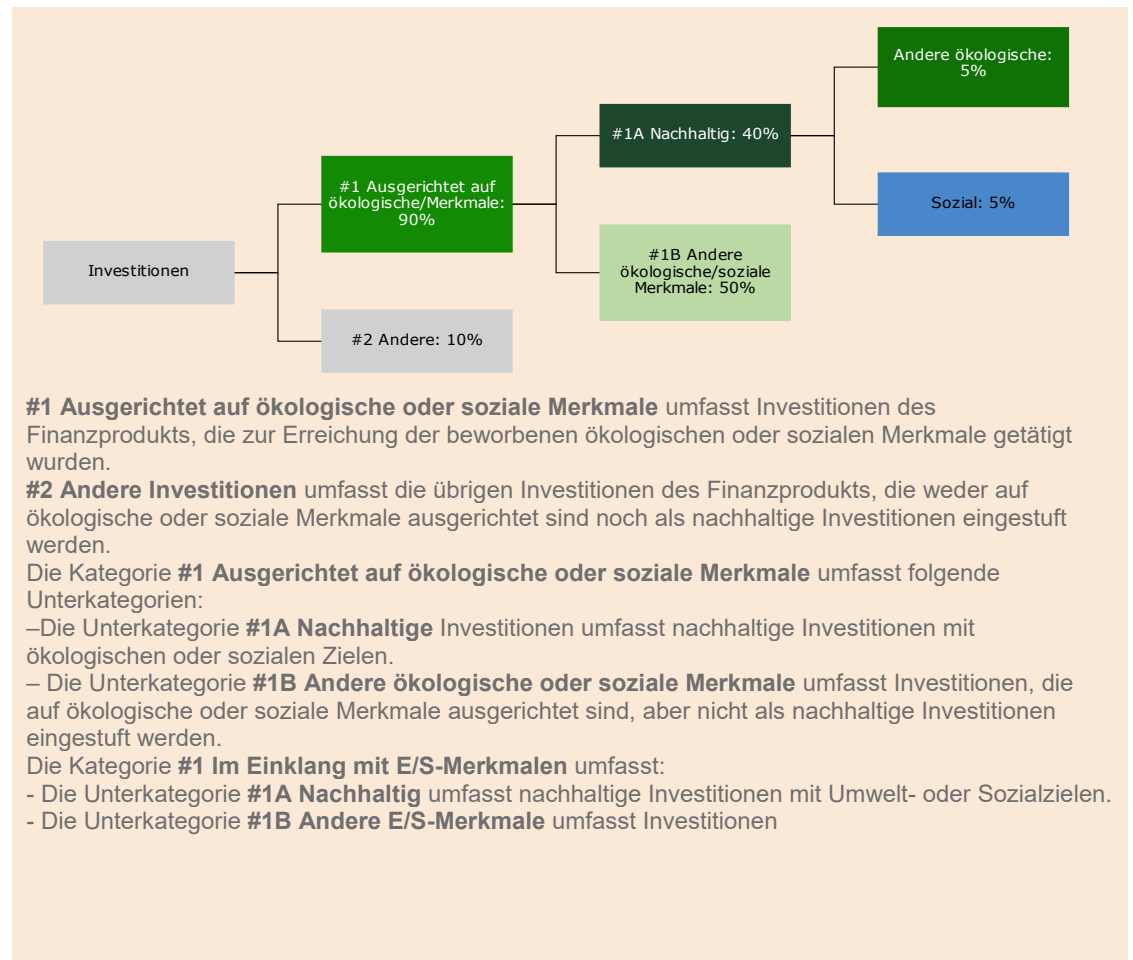 Andere ökologische:
5%
#1A Nachhaltig: 40%
#1 Ausgerichtet auf
ökologische/Merkmale:
90%
Sozial: 5%
#1B Andere
ökologische/soziale
Merkmale: 50%
Investitionen
#2 Andere: 10%
#1 Ausgerichtet auf ökologische oder soziale Merkmale umfasst Investitionen des
Finanzprodukts, die zur Erreichung der beworbenen ökologischen oder sozialen Merkmale getätigt
wurden.
#2 Andere Investitionen umfasst die übrigen Investitionen des Finanzprodukts, die weder auf
ökologische oder soziale Merkmale ausgerichtet sind noch als nachhaltige Investitionen eingestuft
werden.
Die Kategorie #1 Ausgerichtet auf ökologische oder soziale Merkmale umfasst folgende
Unterkategorien:
–Die Unterkategorie #1A Nachhaltige Investitionen umfasst nachhaltige Investitionen mit
ökologischen oder sozialen Zielen.
– Die Unterkategorie #1B Andere ökologische oder soziale Merkmale umfasst Investitionen, die
auf ökologische oder soziale Merkmale ausgerichtet sind, aber nicht als nachhaltige Investitionen
eingestuft werden.
Die Kategorie #1 Im Einklang mit E/S-Merkmalen umfasst:
- Die Unterkategorie #1A Nachhaltig umfasst nachhaltige Investitionen mit Umwelt- oder Sozialzielen.
- Die Unterkategorie #1B Andere E/S-Merkmale umfasst Investitionen